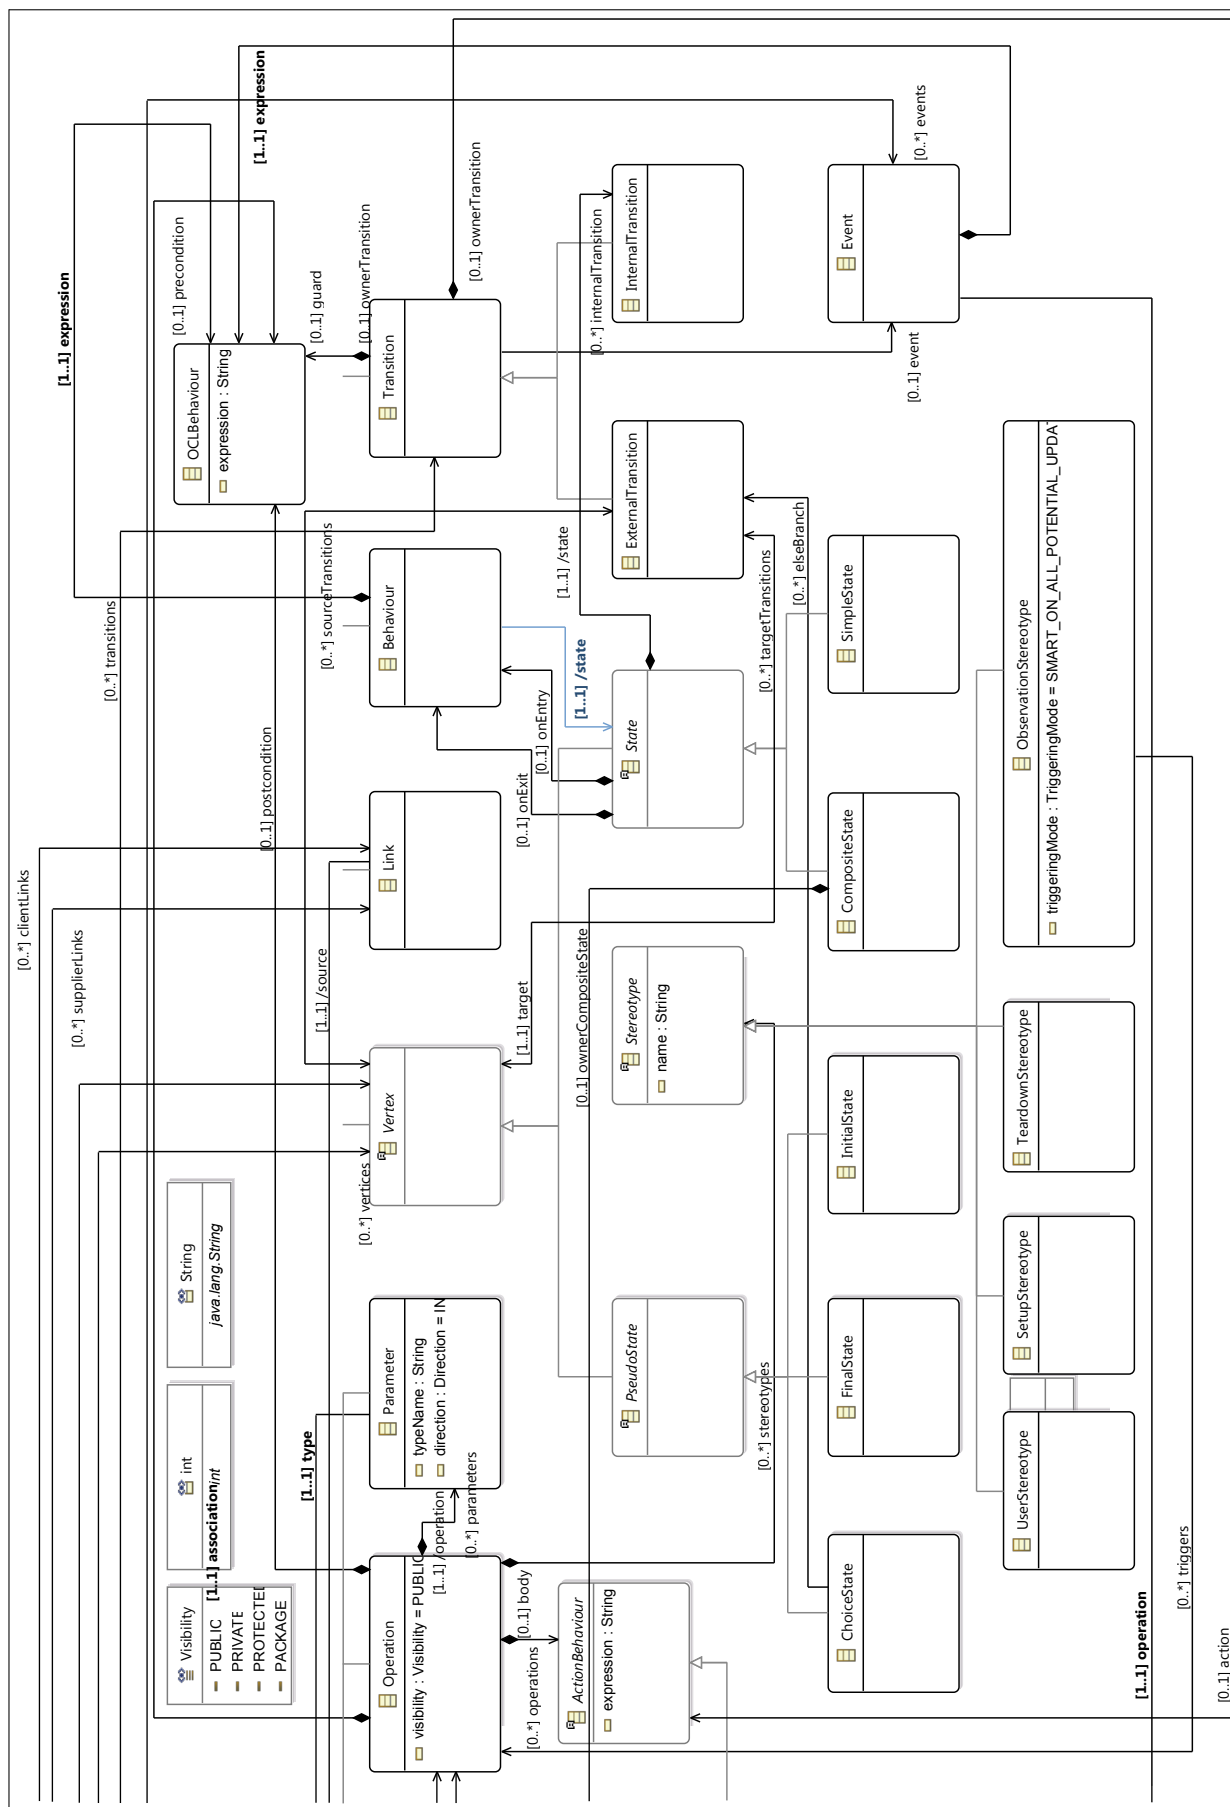 [1..1] expression
[0..*] events
[0..1] ownerTransition
[1..1] expression
[0..1] precondition
[0..1] guard
[0..1] ownerTransition
[0..*] internalTransition
[0..1] event
OCLBehaviour
expression : String
Transition
InternalTransition
Event
[0..*] transitions
[0..*] sourceTransitions
[1..1] /state
[0..*] elseBranch
[0..*] targetTransitions
Behaviour
ExternalTransition
SimpleState
ObservationStereotype
triggeringMode : TriggeringMode = SMART_ON_ALL_POTENTIAL_UPDA
[1..1] /state
[0..1] onEntry
[0..1] onExit
State
[0..1] postcondition
Link
CompositeState
[0..*] clientLinks
[0..*] supplierLinks
[1..1] /source
[1..1] target
[0..1] ownerCompositeState
Vertex
Stereotype
name : String
InitialState
TeardownStereotype
[0..*] vertices
String
java.lang.String
Parameter
typeName : String
direction : Direction = IN
PseudoState
FinalState
SetupStereotype
[0..*] stereotypes
int
int
[1..1] association
[1..1] type
[0..*] parameters
[1..1] /operation
UserStereotype
Visibility
PUBLIC
PRIVATE
PROTECTED
PACKAGE
Operation
visibility : Visibility = PUBLIC
[0..1] body
[0..*] operations
ActionBehaviour
expression : String
ChoiceState
[0..*] triggers
[1..1] operation
[0..1] action